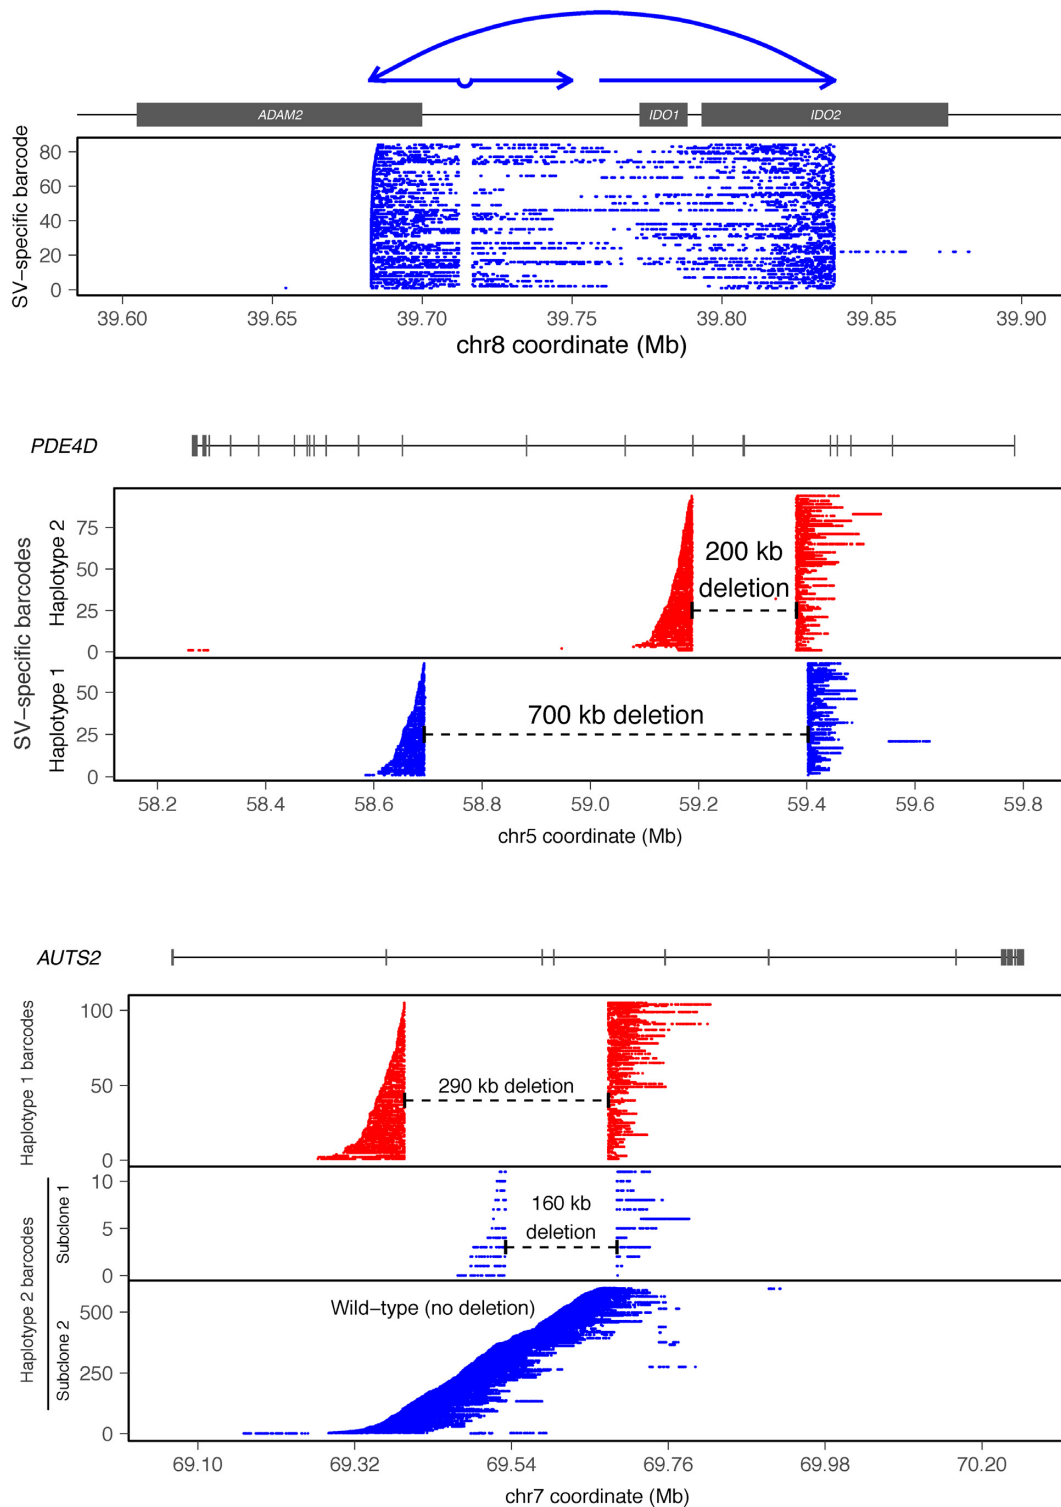 ADAM2 IDO1 IDO2
SV-specific barcode
80
60
40
20
0
39.60 39.65 39.70 39.75 39.80 39.85 39.90
chr8 coordinate (Mb)
PDE4D
SV-specific barcodes
Haplotype 2
75
50
25
0
200 kb
deletion
Haplotype 1
50
25
0
700 kb deletion
58.2 58.4 58.6 58.8 59.0 59.2 59.4 59.6 59.8
chr5 coordinate (Mb)
AUTS2
Haplotype 1 barcodes
100
50
0
290 kb deletion
Haplotype 2 barcodes
Subclone 1
10
5
0
160 kb
deletion
Subclone 2
500
250
0
Wild-type (no deletion)
69.10 69.32 69.54 69.76 69.98 70.20
chr7 coordinate (Mb)